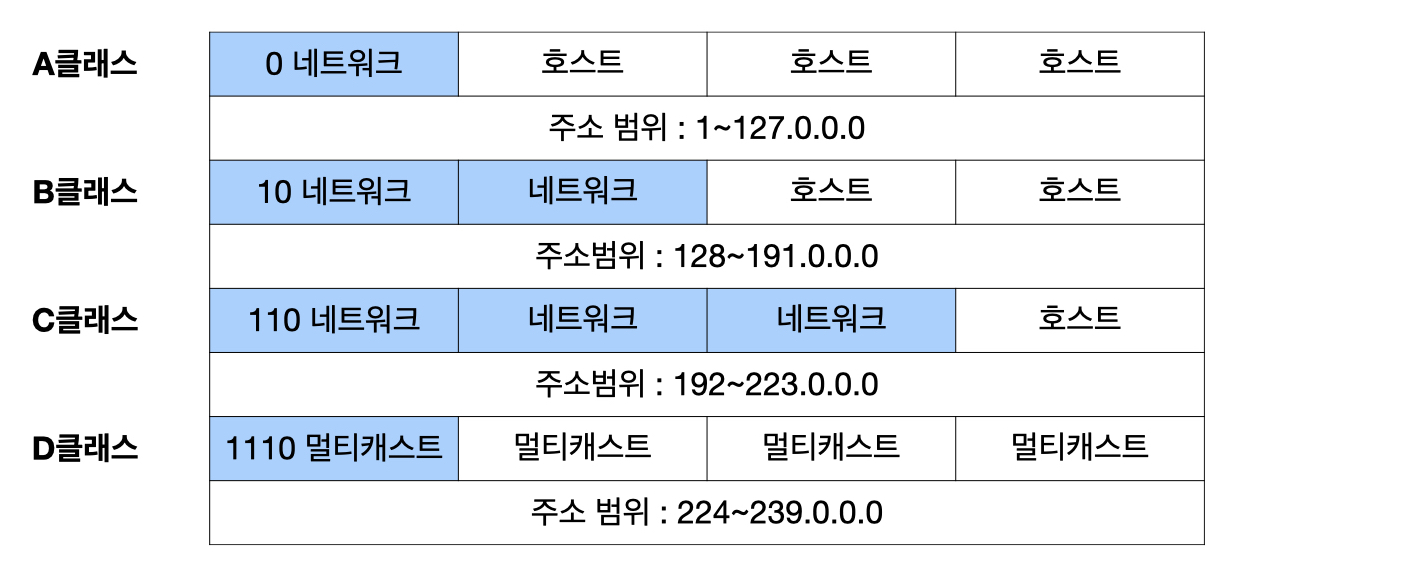 A클래스 0 네트워크 호스트 호스트 호스트
주소 범위 : 1~127.0.0.0
B클래스 10 네트워크 네트워크 호스트 호스트
주소범위 : 128~191.0.0.0
C클래스 110 네트워크 네트워크 네트워크 호스트
주소범위 : 192~223.0.0.0
D클래스 1110 멀티캐스트 멀티캐스트 멀티캐스트 멀티캐스트
주소 범위 : 224~239.0.0.0